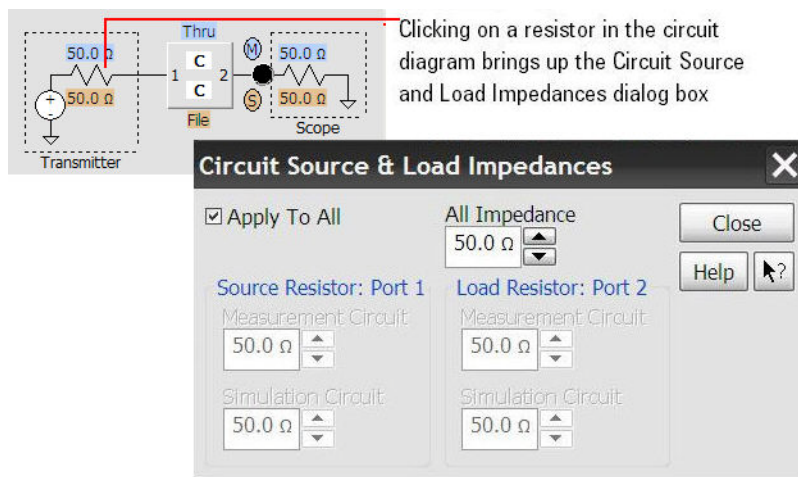 Thru
50.0 Ω
C
M
50.0 Ω
1
2
C
50.0 Ω
S
50.0 Ω
+
-
File
Scope
Transmitter
Clicking on a resistor in the circuit
diagram brings up the Circuit Source
and Load Impedances dialog box
Circuit Source & Load Impedances
Apply To All
All Impedance
50.0 Ω
Close
Help
?
Source Resistor: Port 1
Load Resistor: Port 2
Measurement Circuit
Measurement Circuit
50.0 Ω
50.0 Ω
Simulation Circuit
Simulation Circuit
50.0 Ω
50.0 Ω